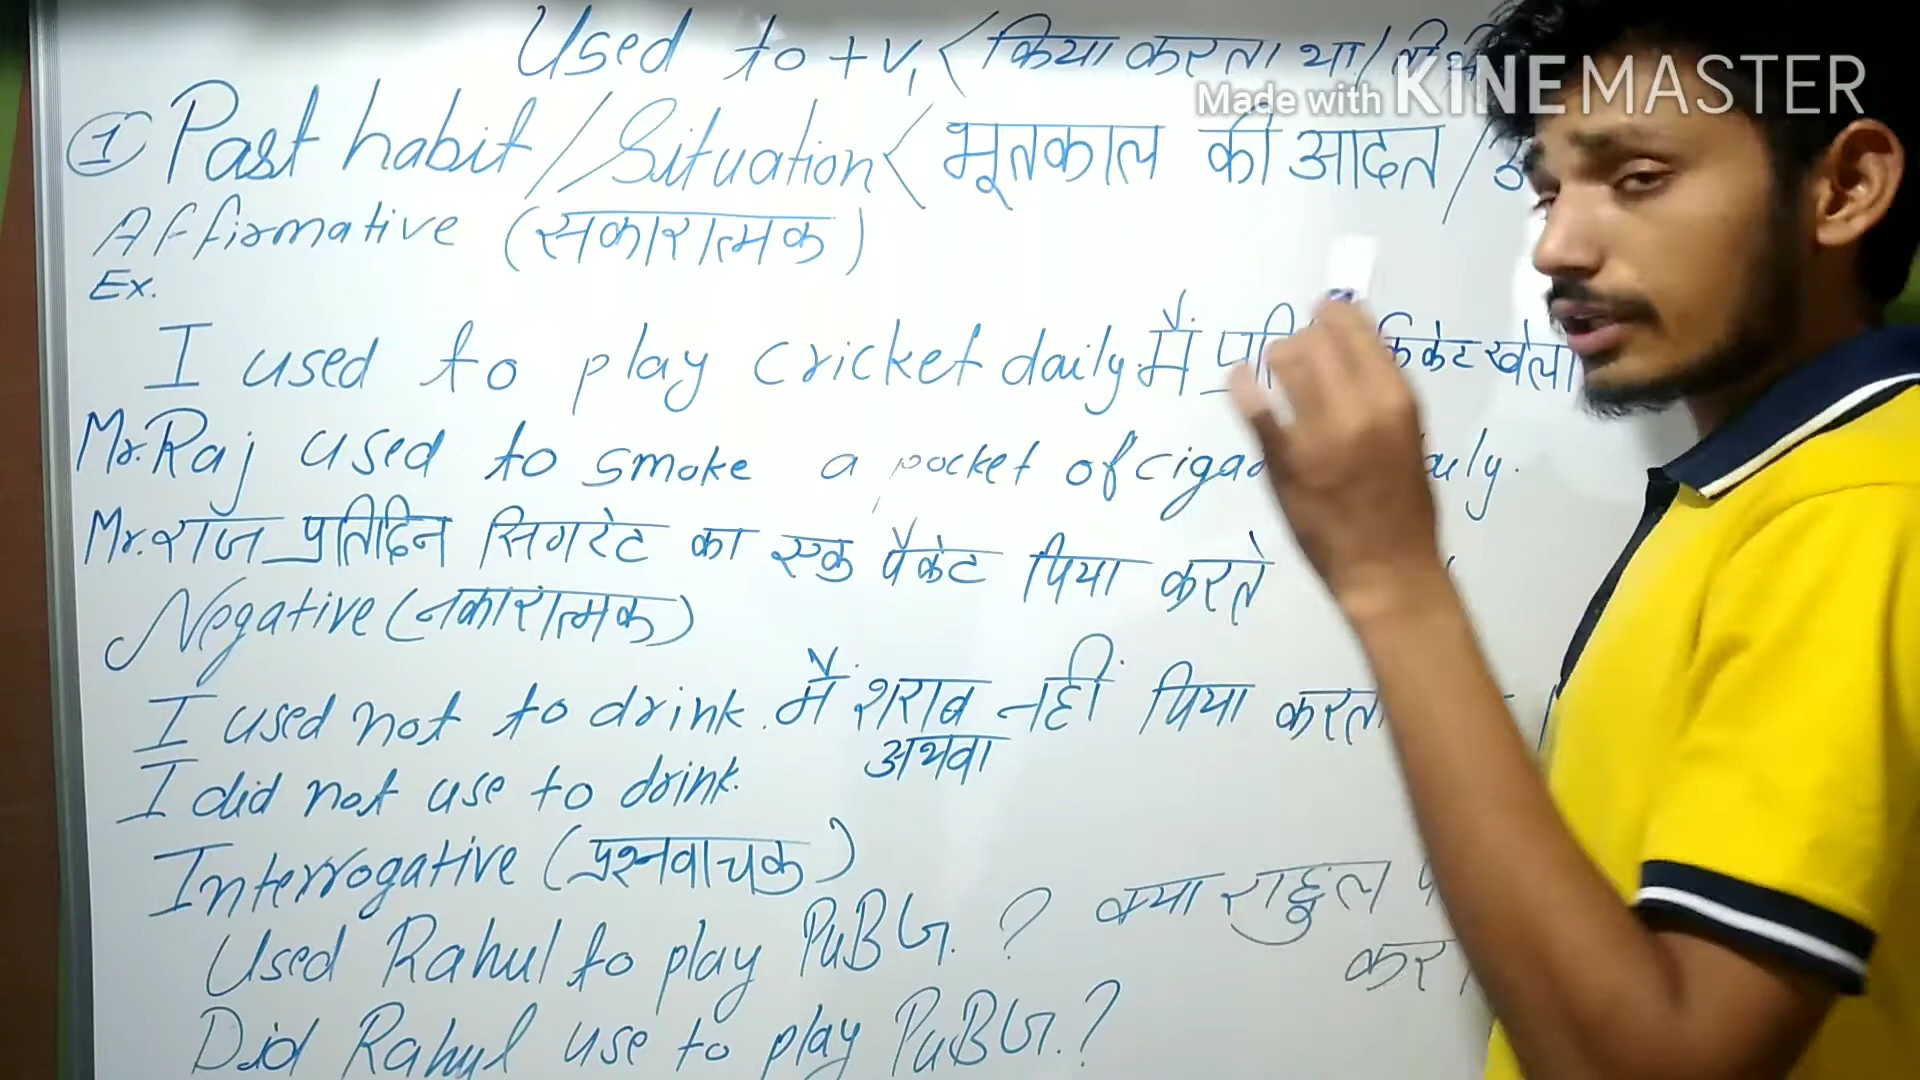 Used to + V₁ (किया करता था/
Made with KINEMASTER
① Past habit/Situation (भूतकाल की आदत/
Affirmative (सकारात्मक)
Ex.
I used to play cricket daily. मैं क्रिकेट खेला
Mr. Raj used to smoke a pocket of daily.
Mr. राज प्रतिदिन सिगरेट का एक पैकेट पिया करते
Negative (नकारात्मक)
I used not to drink. मैं शराब नहीं पिया करता
अथवा
I did not use to drink.
Interrogative (प्रश्नवाचक)
Used Rahul to play PUBG. ? क्या राहुल
Did Rahul use to play PUBG. ?